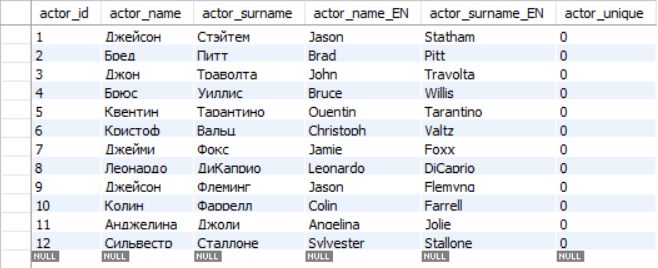 actor_id actor_name actor_surname actor_name_EN actor_surname_EN actor_unique
1 Джейсон Стэйтем Jason Statham 0
2 Бред Питт Brad Pitt 0
3 Джон Траволта John Travolta 0
4 Брюс Уиллис Bruce Willis 0
5 Квентин Тарантино Quentin Tarantino 0
6 Кристоф Вальц Christoph Valtz 0
7 Джейми Фокс Jamie Foxx 0
8 Леонардо ДиКаприо Leonardo DiCaprio 0
9 Джейсон Флеминг Jason Flemyng 0
10 Колин Фаррелл Colin Farrell 0
11 Анджелина Джоли Angelina Jolie 0
12 Сильвестр Сталлоне Sylvester Stallone 0
NULL NULL NULL NULL NULL NULL